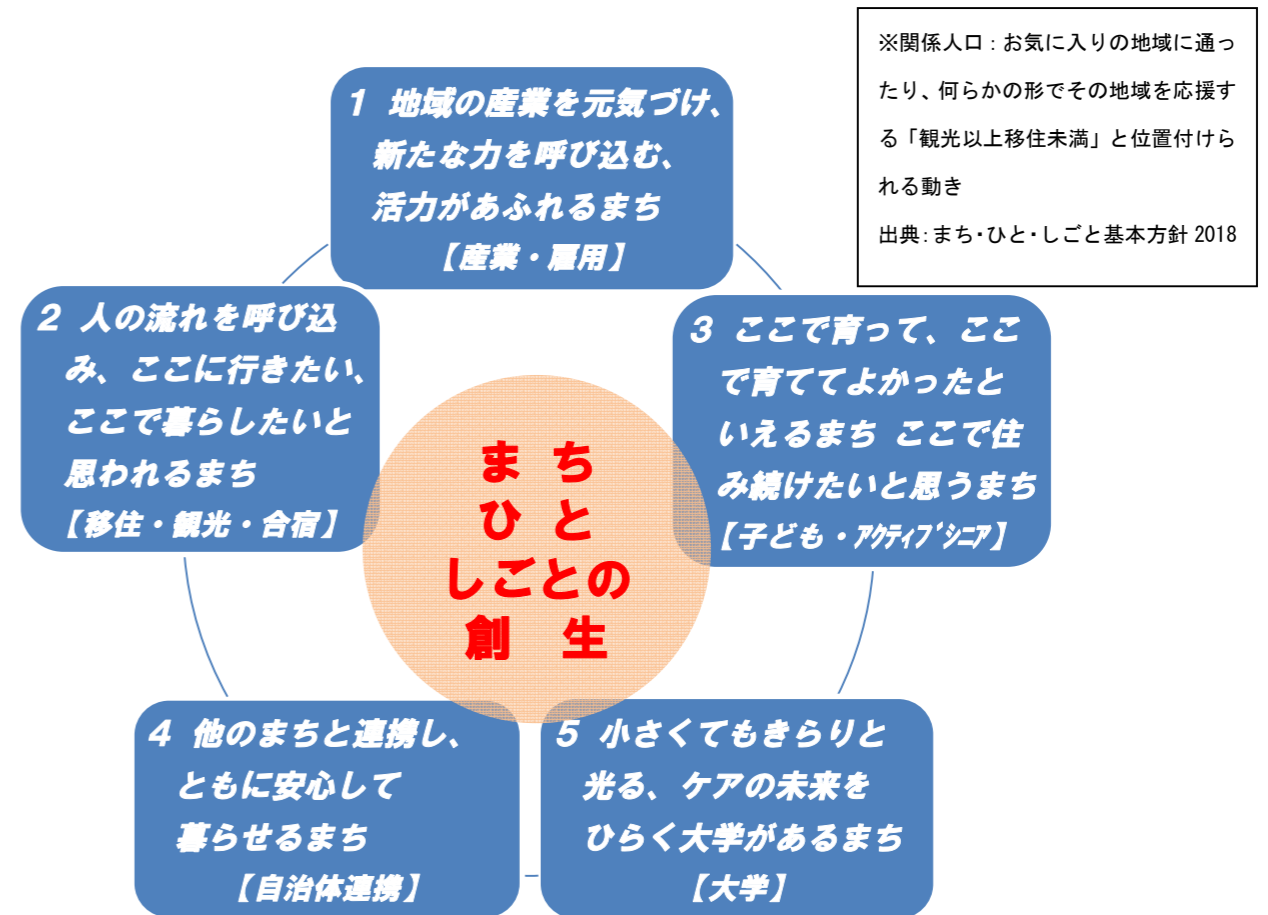 ※関係人口：お気に入りの地域に通っ
たり、何らかの形でその地域を応援す
る「観光以上移住未満」と位置付けら
れる動き
出典：まち・ひと・しごと基本方針 2018
1 地域の産業を元気づけ、
新たな力を呼び込む、
活力があふれるまち
【産業・雇用】
2 人の流れを呼び込
み、ここに行きたい、
ここで暮らしたいと
思われるまち
【移住・観光・合宿】
3 ここで育って、ここ
で育ててよかったと
いえるまち ここで住
み続けたいと思うまち
【子ども・ｱｸﾃｨﾌﾞｼﾆｱ】
まち
ひと
しごとの
創 生
4 他のまちと連携し、
ともに安心して
暮らせるまち
【自治体連携】
5 小さくてもきらりと
光る、ケアの未来を
ひらく大学があるまち
【大学】